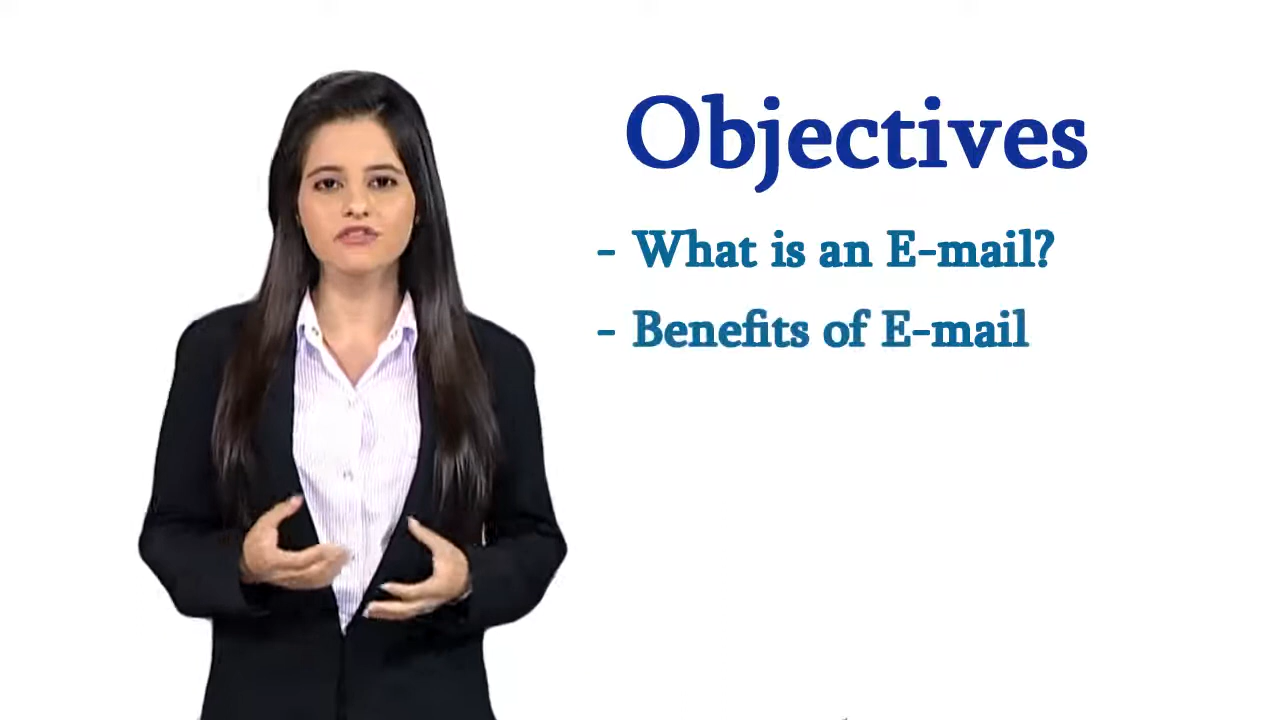 Objectives
- What is an E-mail?
- Benefits of E-mail